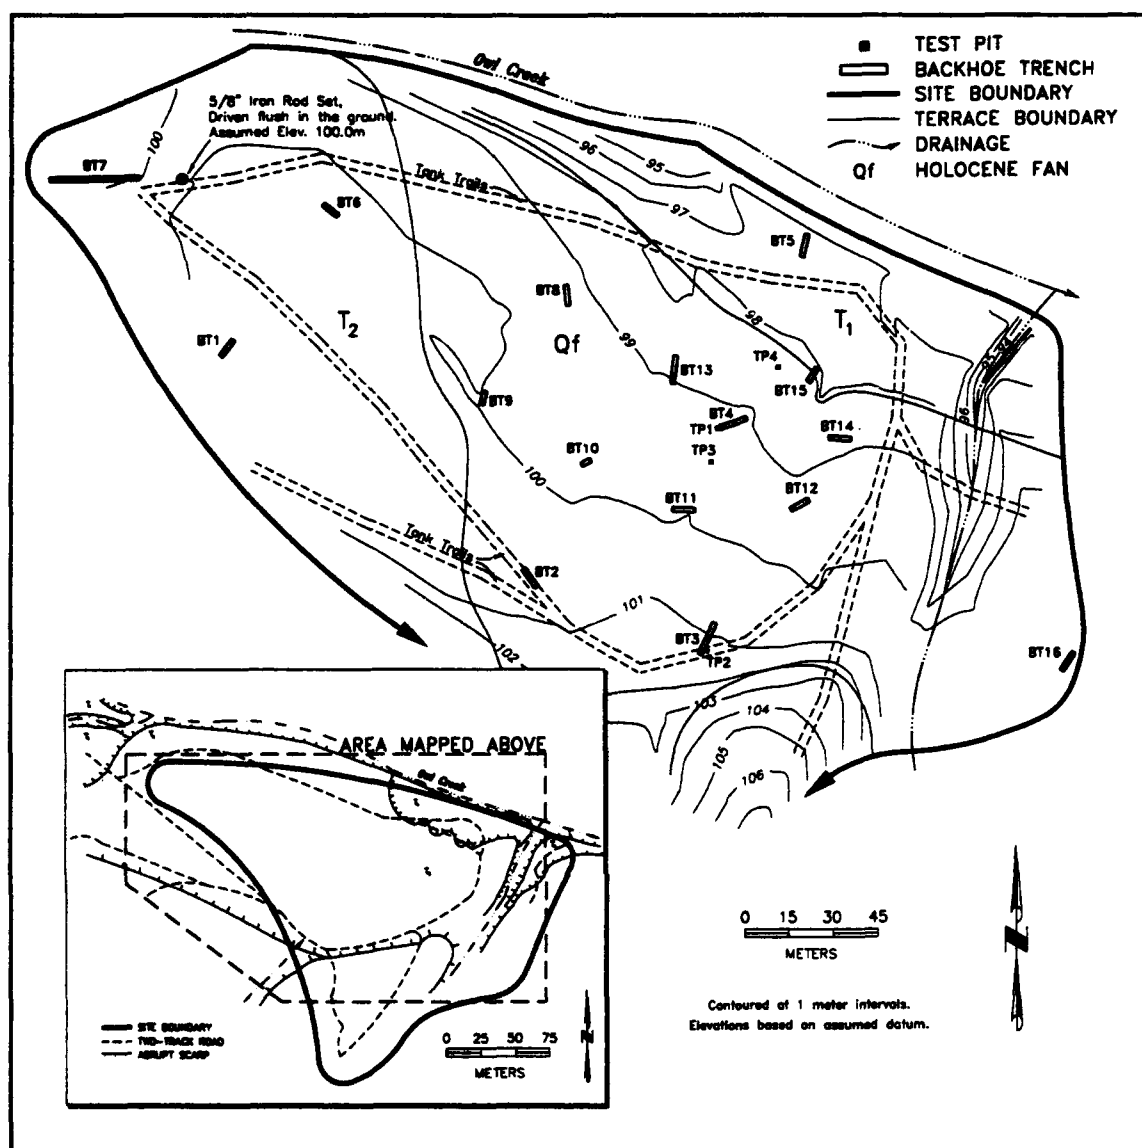 TEST PIT
BACKHOE TRENCH
SITE BOUNDARY
TERRACE BOUNDARY
DRAINAGE
Qf HOLOCENE FAN
Owl Creek
5/8" Iron Rod Set,
Driven flush in the ground.
Assumed Elev. 100.0m
100
BT7
Tank Trails
96
95
97
BT6
BT5
BT8
T2
Qf
98
T1
BT1
99
BT13
TP4
BT15
BT9
BT4
TP1
BT14
96
BT10
TP3
100
BT11
BT12
Tank Trails
BT2
101
BT3
TP2
102
BT16
103
104
105
106
AREA MAPPED ABOVE
Owl Creek
SITE BOUNDARY
TWO-TRACK ROAD
ABRUPT SCARP
0 25 50 75
METERS
N
0 15 30 45
METERS
N
Contoured at 1 meter intervals.
Elevations based on assumed datum.